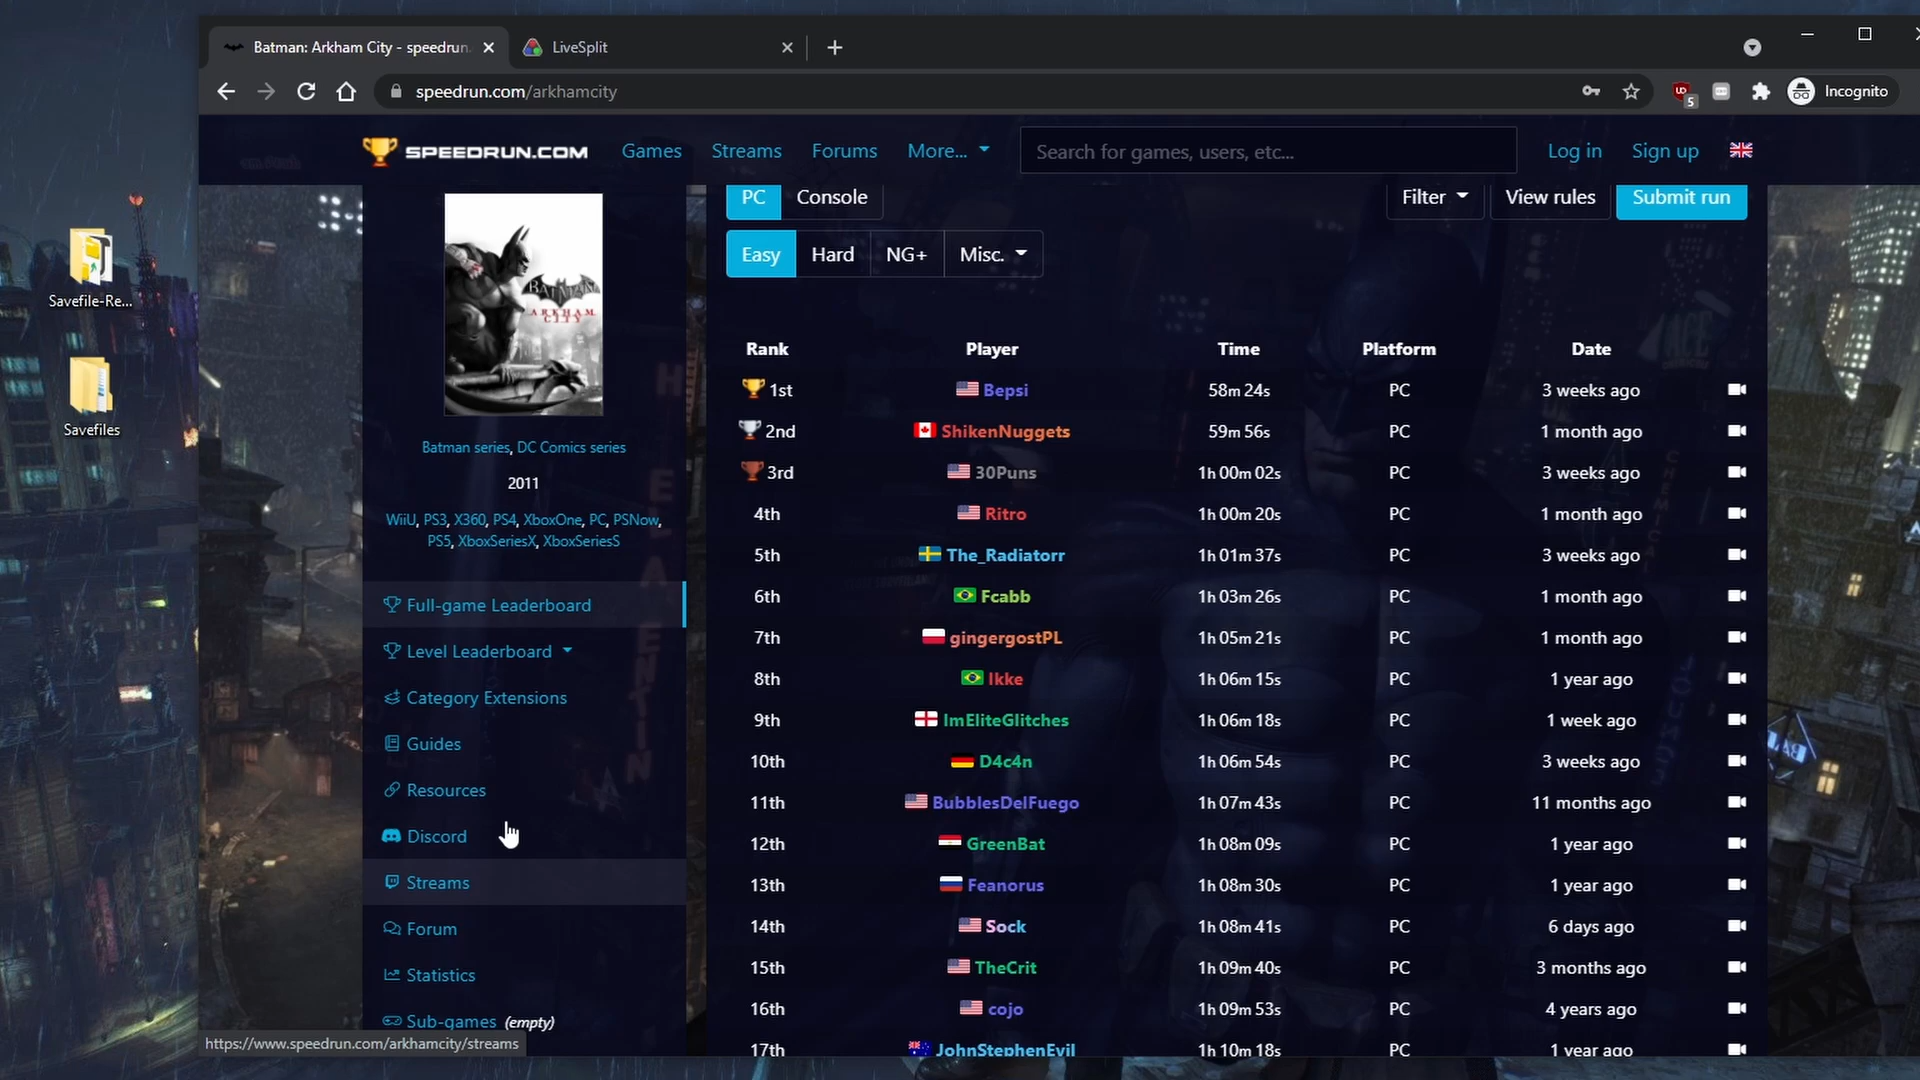 Batman: Arkham City - speedrun.
LiveSplit
speedrun.com/arkhamcity
5
Incognito
SPEEDRUN.COM
Games
Streams
Forums
More...
Search for games, users, etc...
Log in
Sign up
Savefile-Re...
Savefiles
BATMAN
ARKHAM
CITY
Batman series, DC Comics series
2011
WiiU, PS3, X360, PS4, XboxOne, PC, PSNow,
PS5, XboxSeriesX, XboxSeriesS
Full-game Leaderboard
Level Leaderboard
Category Extensions
Guides
Resources
Discord
Streams
Forum
Statistics
Sub-games (empty)
https://www.speedrun.com/arkhamcity/streams
PC Console Filter View rules Submit run
Easy Hard NG+ Misc.
Rank Player Time Platform Date
1st Bepsi 58m 24s PC 3 weeks ago
2nd ShikenNuggets 59m 56s PC 1 month ago
3rd 30Puns 1h 00m 02s PC 3 weeks ago
4th Ritro 1h 00m 20s PC 1 month ago
5th The_Radiatorr 1h 01m 37s PC 3 weeks ago
6th Fcabb 1h 03m 26s PC 1 month ago
7th gingergostPL 1h 05m 21s PC 1 month ago
8th Ikke 1h 06m 15s PC 1 year ago
9th ImEliteGlitches 1h 06m 18s PC 1 week ago
10th D4c4n 1h 06m 54s PC 3 weeks ago
11th BubblesDelFuego 1h 07m 43s PC 11 months ago
12th GreenBat 1h 08m 09s PC 1 year ago
13th Feanorus 1h 08m 30s PC 1 year ago
14th Sock 1h 08m 41s PC 6 days ago
15th TheCrit 1h 09m 40s PC 3 months ago
16th cojo 1h 09m 53s PC 4 years ago
17th JohnStephenEvil 1h 10m 18s PC 1 year ago